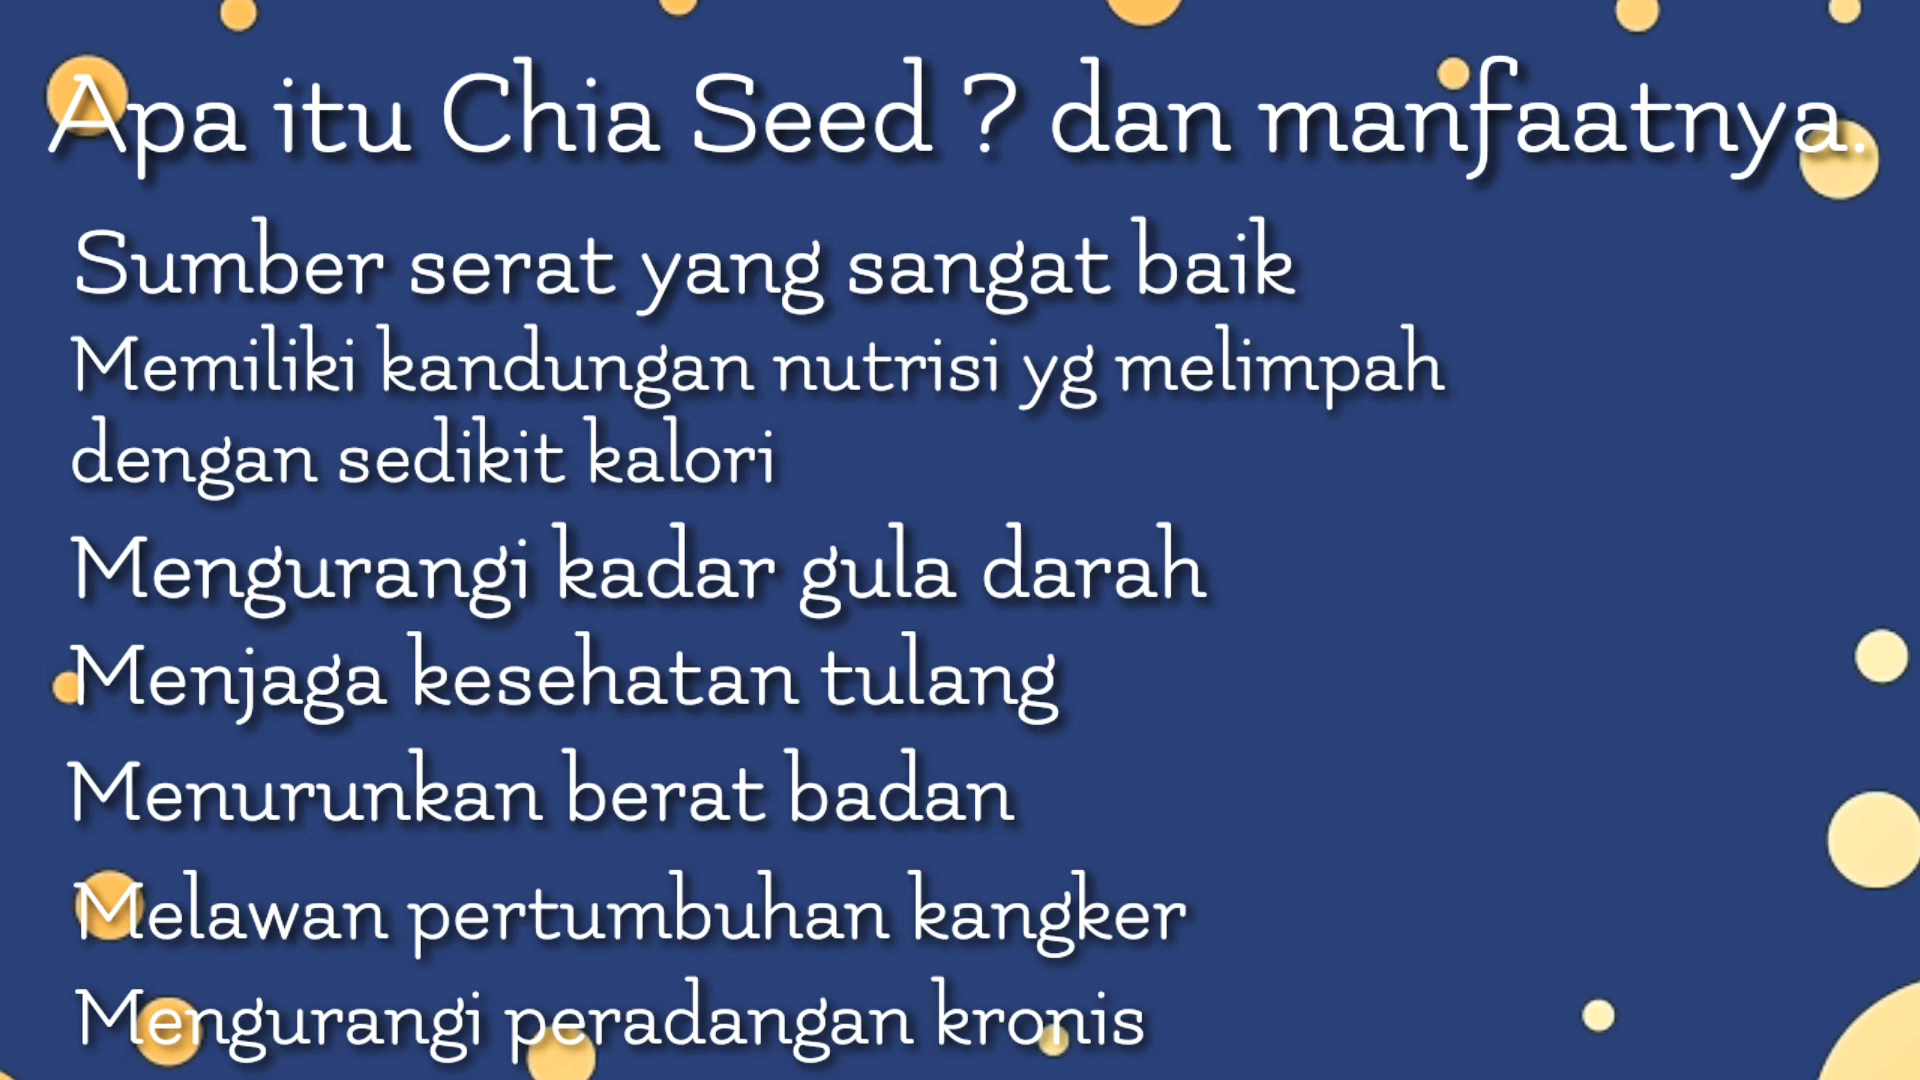 Apa itu Chia Seed ? dan manfaatnya.
Sumber serat yang sangat baik
Memiliki kandungan nutrisi yg melimpah
dengan sedikit kalori
Mengurangi kadar gula darah
Menjaga kesehatan tulang
Menurunkan berat badan
Melawan pertumbuhan kangker
Mengurangi peradangan kronis